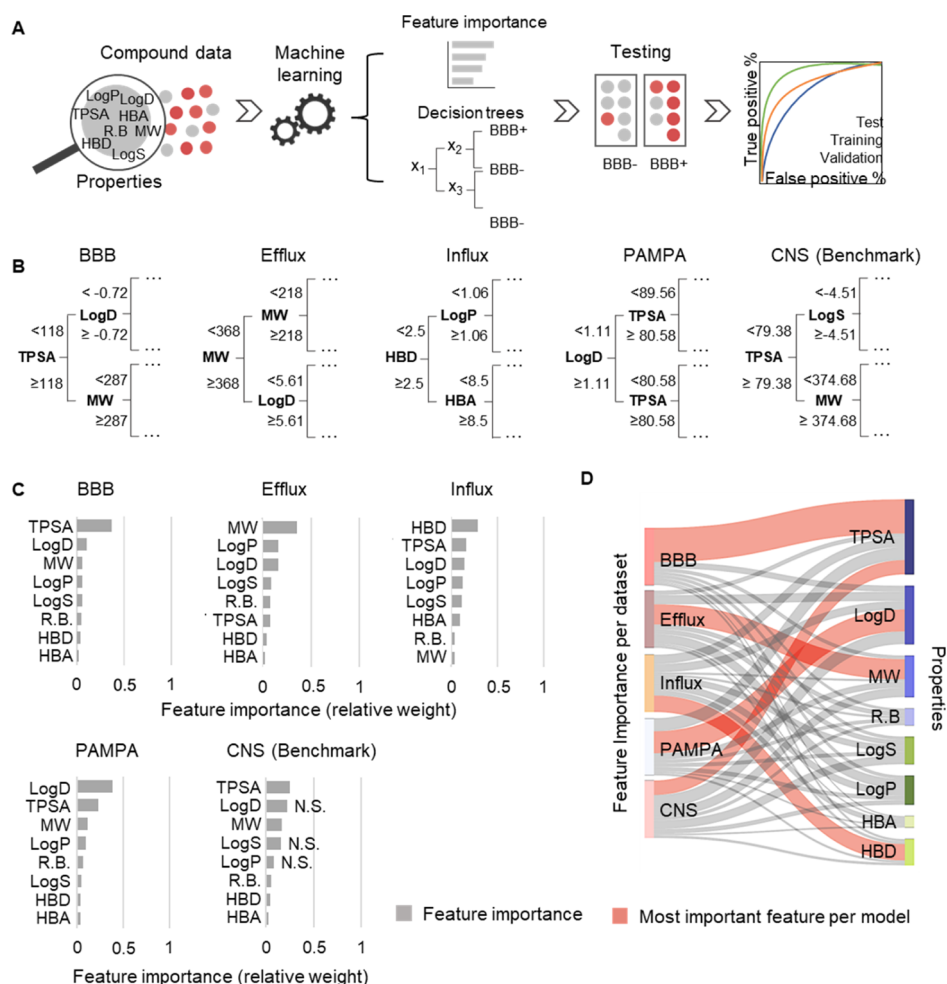 A
Compound data
LogP LogD
TPSA HBA
R.B MW
HBD
LogS
Properties
Machine
learning
Feature importance
Decision trees
BBB+
X2
X1
BBB-
X3
BBB-
Testing
BBB- BBB+
True positive %
Test
Training
Validation
False positive %
B
BBB
< -0.72
LogD
<118
≥ -0.72
TPSA
≥118
<287
MW
≥287
...
...
...
...
Efflux
<218
MW
<368
≥218
MW
≥368
<5.61
LogD
≥5.61
...
...
...
...
Influx
<1.06
LogP
<2.5
≥1.06
HBD
≥2.5
<8.5
HBA
≥8.5
...
...
...
...
PAMPA
<89.56
TPSA
<1.11
≥ 80.58
LogD
≥1.11
<80.58
TPSA
≥80.58
...
...
...
...
CNS (Benchmark)
<-4.51
LogS
<79.38
≥-4.51
TPSA
≥ 79.38
<374.68
MW
≥ 374.68
...
...
...
...
C
BBB
TPSA
LogD
MW
LogP
LogS
R.B.
HBD
HBA
0 0.5 1
Efflux
MW
LogP
LogD
LogS
R.B.
TPSA
HBD
HBA
0 0.5 1
Influx
HBD
TPSA
LogD
LogP
LogS
HBA
R.B.
MW
0 0.5 1
Feature importance (relative weight)
PAMPA
LogD
TPSA
MW
LogP
R.B.
LogS
HBD
HBA
0 0.5 1
CNS (Benchmark)
TPSA
LogD N.S.
MW
LogS N.S.
LogP N.S.
R.B.
HBD
HBA
0 0.5 1
Feature importance (relative weight)
D
Feature Importance per dataset
BBB
Efflux
Influx
PAMPA
CNS
TPSA
LogD
MW
R.B
LogS
LogP
HBA
HBD
Properties
Feature importance
Most important feature per model